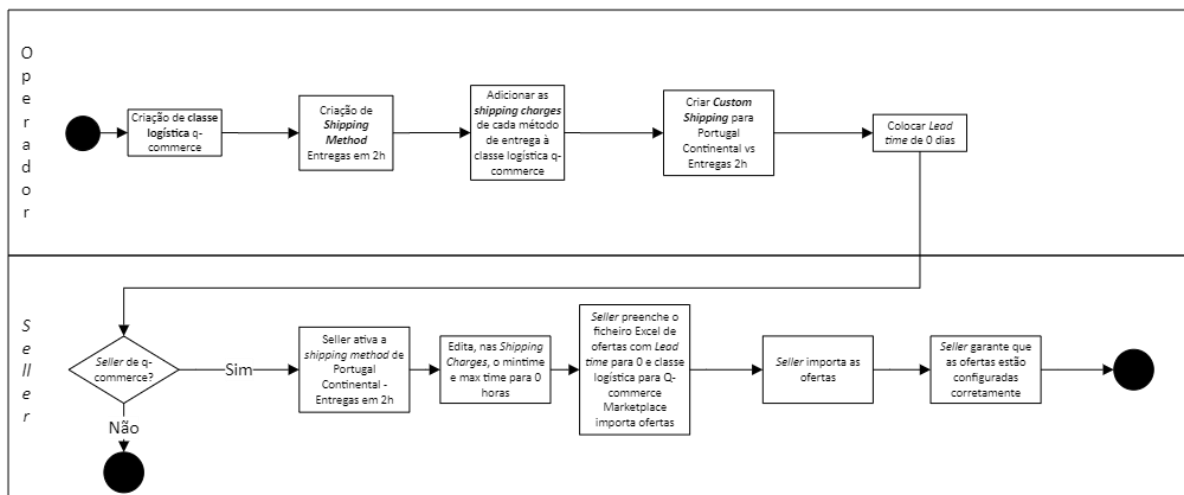 Operador
Criação de classe
logística q-
commerce
Criação de
Shipping
Method
Entregas em 2h
Adicionar as
shipping charges
de cada método
de entrega à
classe logística q-
commerce
Criar Custom
Shipping para
Portugal
Continental vs
Entregas 2h
Colocar Lead
time de 0 dias
Seller
Seller de q-
commerce?
Sim
Não
Seller ativa a
shipping method de
Portugal
Continental -
Entregas em 2h
Edita, nas Shipping
Charges, o mintime
e max time para 0
horas
Seller preenche o
ficheiro Excel de
ofertas com Lead
time para 0 e classe
logística para Q-
commerce
Marketplace
importa ofertas
Seller importa as
ofertas
Seller garante que
as ofertas estão
configuradas
corretamente